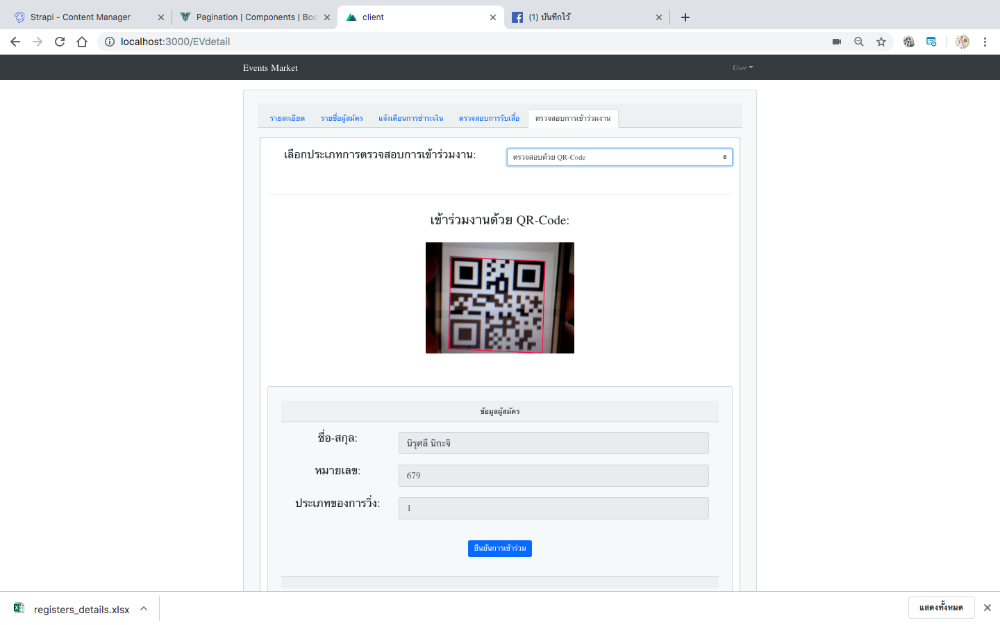 Strapi - Content Manager
Pagination | Components | Boo
client
(1) บันทึกไว้
localhost:3000/EVdetail
Events Market
User
รายละเอียด
รายชื่อผู้สมัคร
แจ้งเตือนการชำระเงิน
ตรวจสอบการรับเสื้อ
ตรวจสอบการเข้าร่วมงาน
เลือกประเภทการตรวจสอบการเข้าร่วมงาน:
ตรวจสอบด้วย QR-Code
เข้าร่วมงานด้วย QR-Code:
ข้อมูลผู้สมัคร
ชื่อ-สกุล:
นิรุศลี นิกะจิ
หมายเลข:
679
ประเภทของการวิ่ง:
1
ยืนยันการเข้าร่วม
registers_details.xlsx
แสดงทั้งหมด